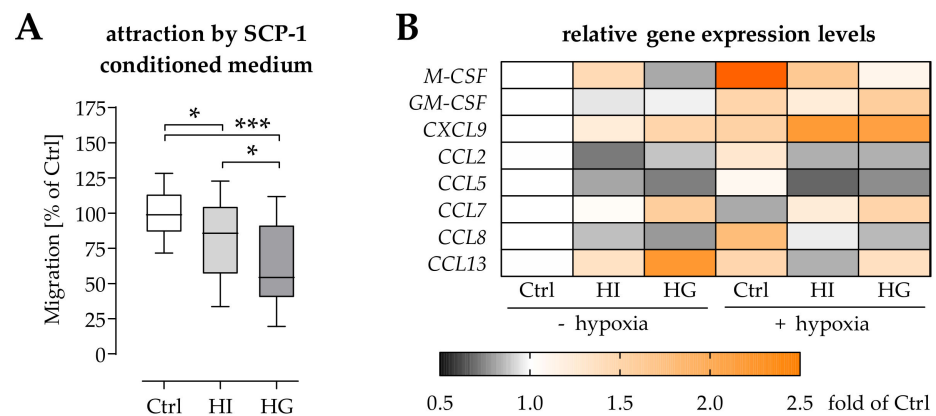 A
attraction by SCP-1
conditioned medium
Migration [% of Ctrl]
175
150
125
100
75
50
25
0
*
***
*
Ctrl HI HG
B
relative gene expression levels
M-CSF
GM-CSF
CXCL9
CCL2
CCL5
CCL7
CCL8
CCL13
Ctrl HI HG Ctrl HI HG
- hypoxia + hypoxia
0.5 1.0 1.5 2.0 2.5 fold of Ctrl